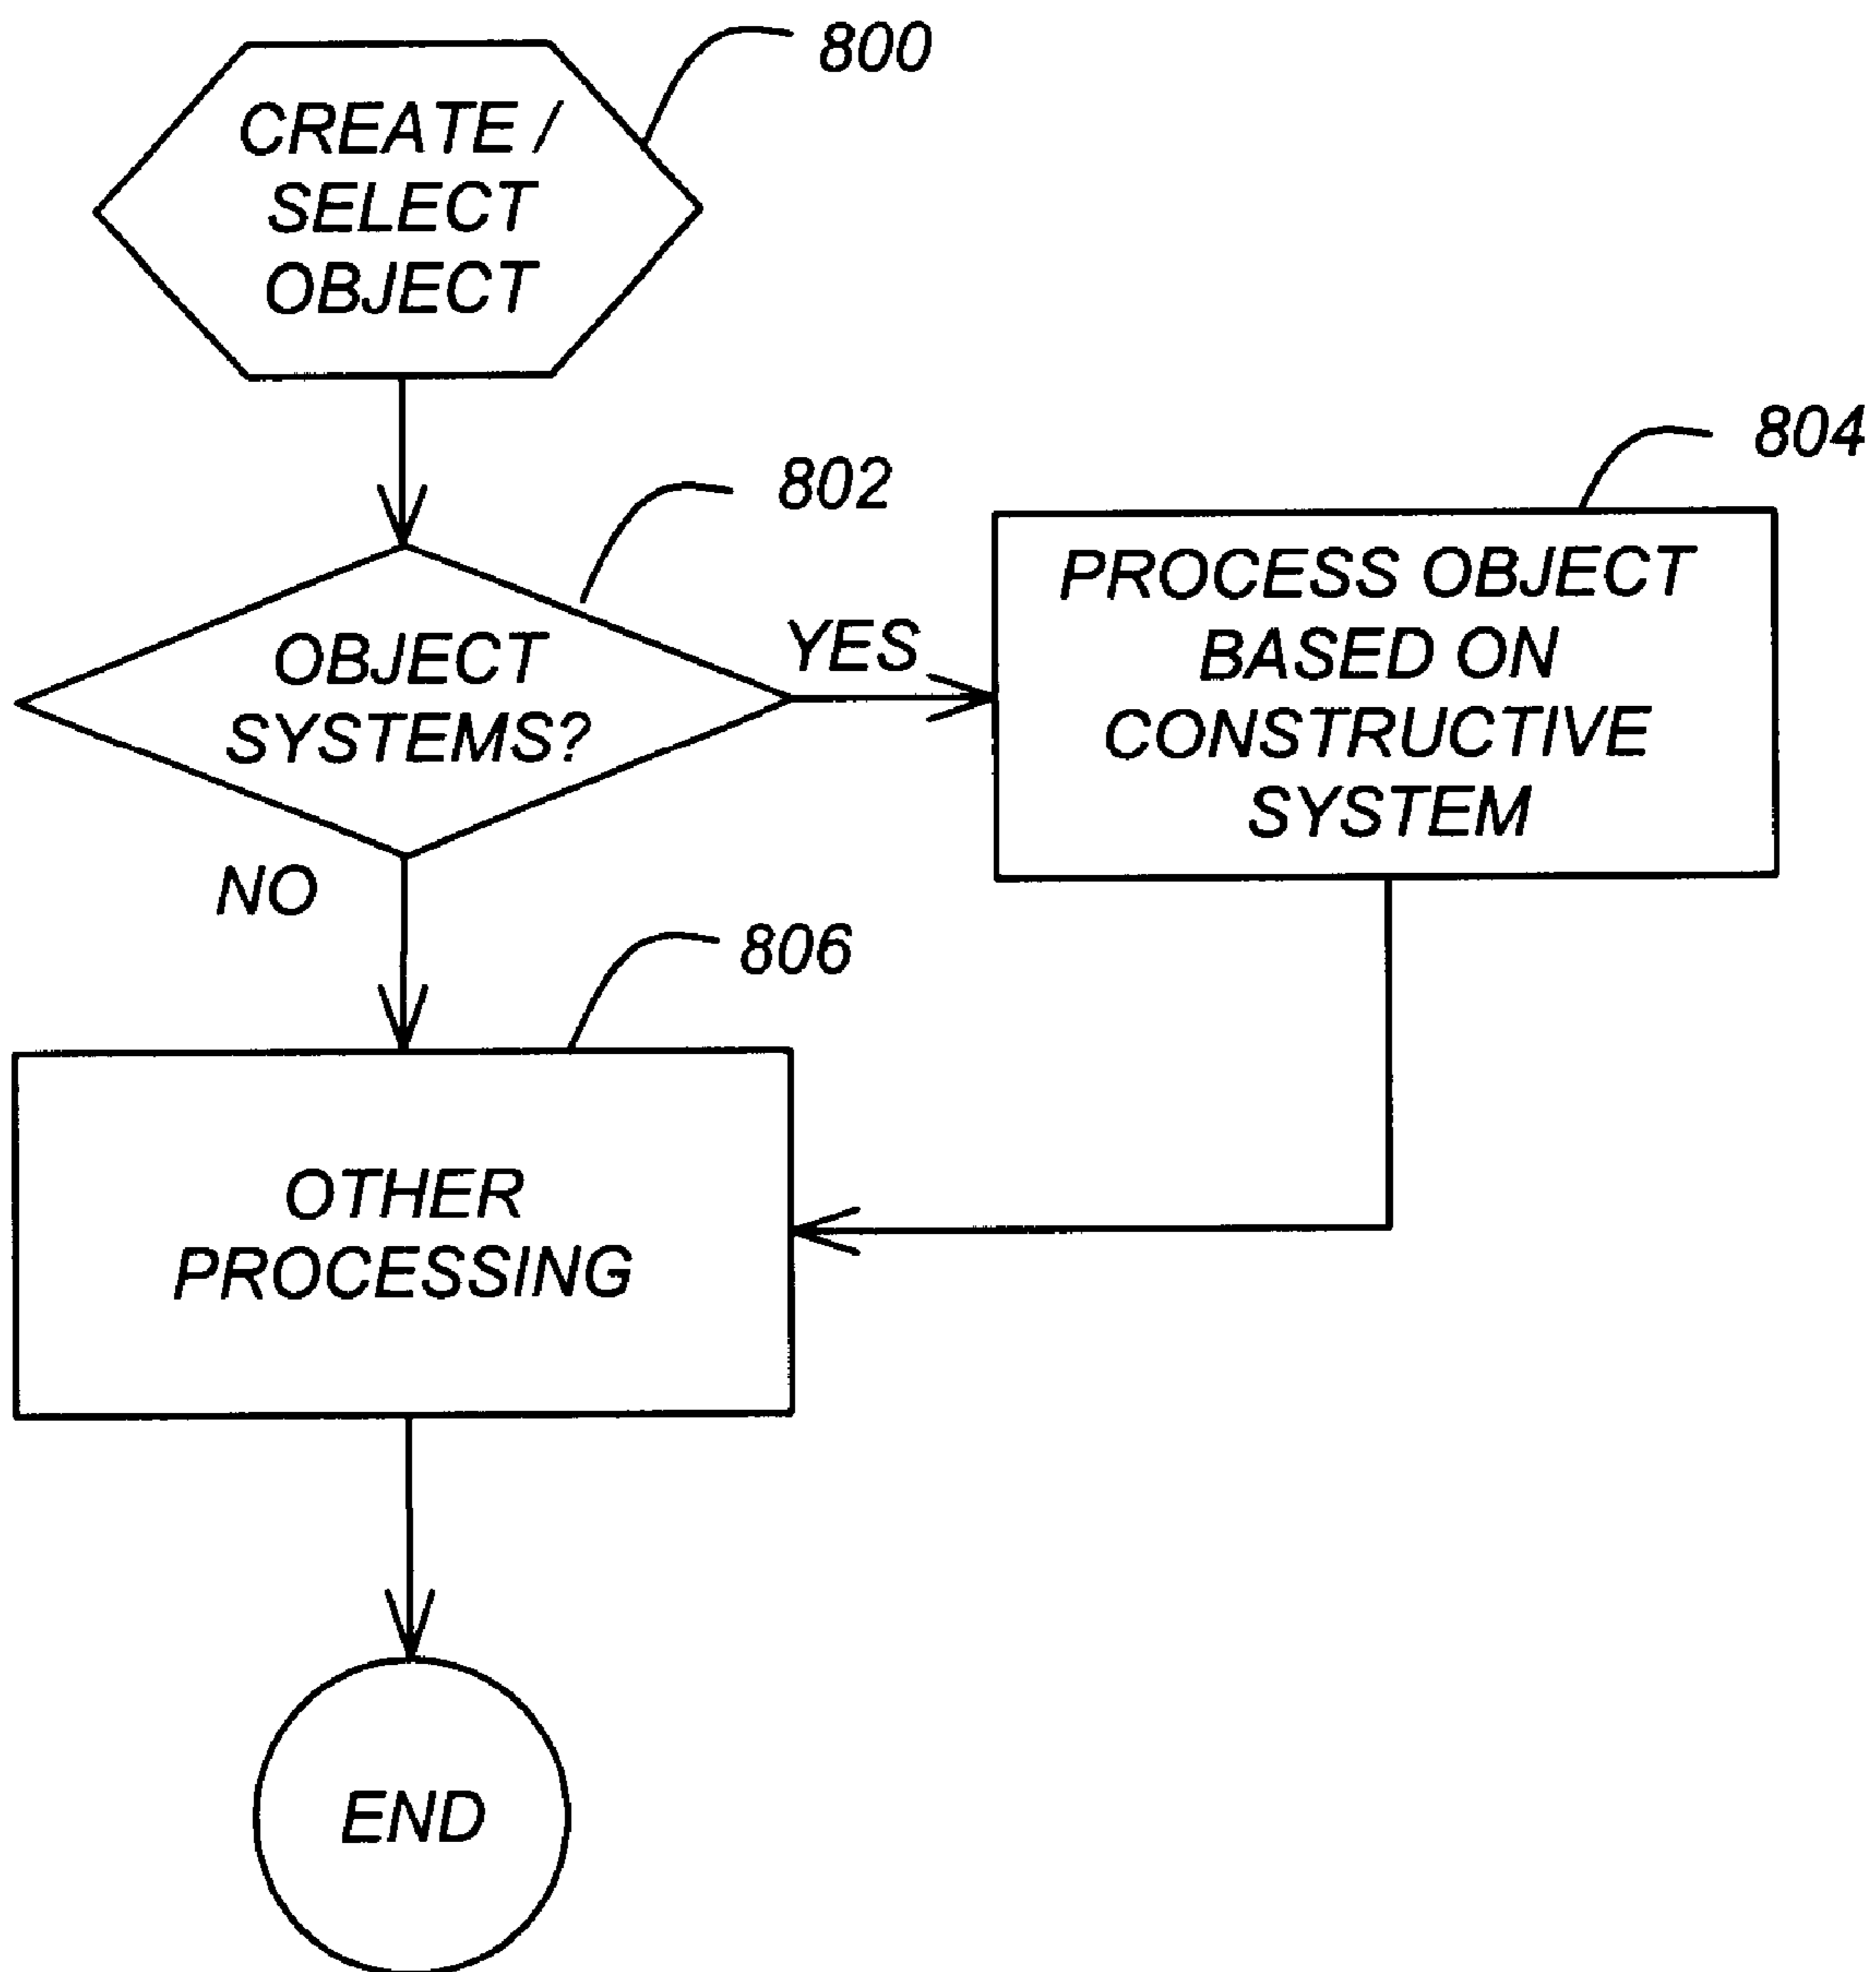 800
CREATE /
SELECT
OBJECT
802
804
OBJECT
SYSTEMS?
YES
PROCESS OBJECT
BASED ON
CONSTRUCTIVE
SYSTEM
NO
806
OTHER
PROCESSING
END